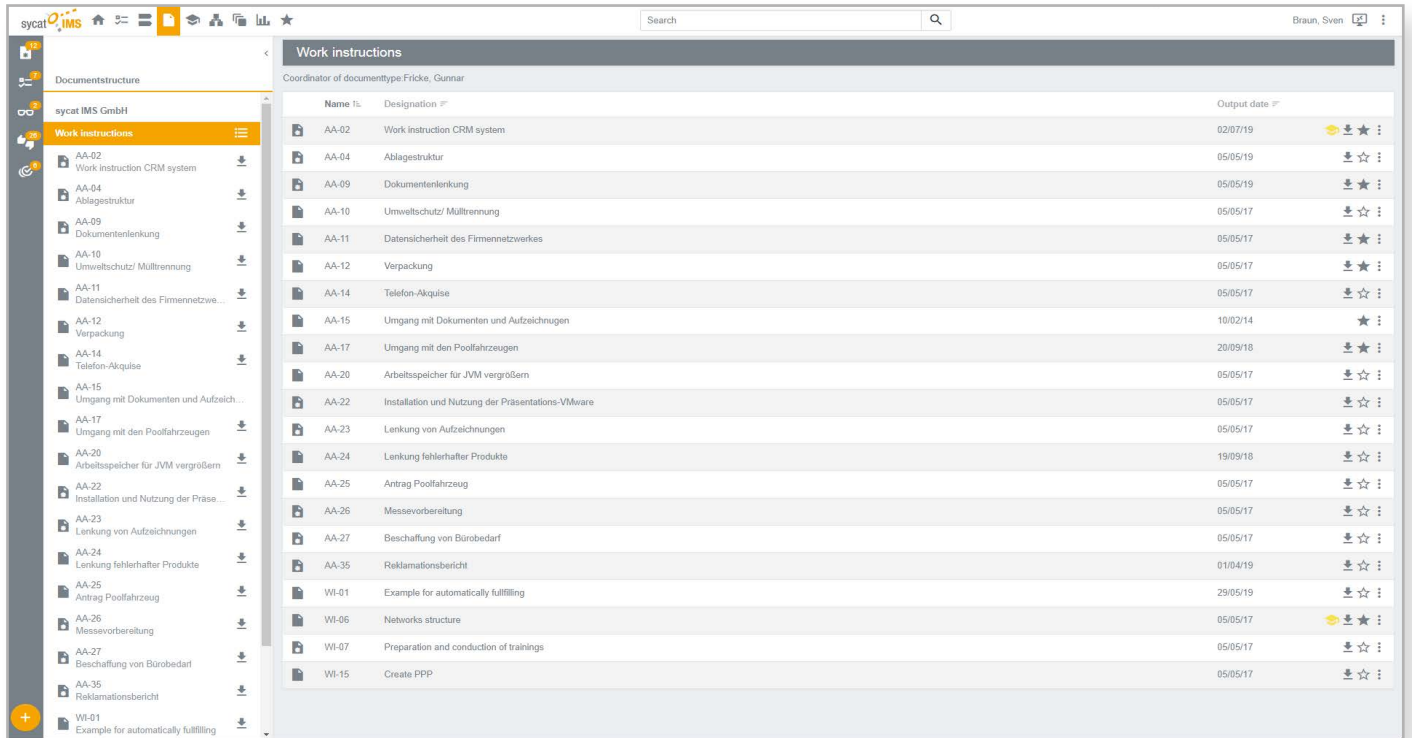 sycat IMS
Search
Braun, Sven
12
7
2
26
6
Documentstructure
sycat IMS GmbH
Work instructions
AA-02
Work instruction CRM system
AA-04
Ablagestruktur
AA-09
Dokumentenlenkung
AA-10
Umweltschutz/ Mülltrennung
AA-11
Datensicherheit des Firmennetzwe...
AA-12
Verpackung
AA-14
Telefon-Akquise
AA-15
Umgang mit Dokumenten und Aufzeich...
AA-17
Umgang mit den Poolfahrzeugen
AA-20
Arbeitsspeicher für JVM vergrößern
AA-22
Installation und Nutzung der Präse...
AA-23
Lenkung von Aufzeichnungen
AA-24
Lenkung fehlerhafter Produkte
AA-25
Antrag Poolfahrzeug
AA-26
Messevorbereitung
AA-27
Beschaffung von Bürobedarf
AA-35
Reklamationsbericht
WI-01
Example for automatically fullfilling
Work instructions
Coordinator of documenttype:Fricke, Gunnar
Name Designation Output date
AA-02 Work instruction CRM system 02/07/19
AA-04 Ablagestruktur 05/05/19
AA-09 Dokumentenlenkung 05/05/19
AA-10 Umweltschutz/ Mülltrennung 05/05/17
AA-11 Datensicherheit des Firmennetzwerkes 05/05/17
AA-12 Verpackung 05/05/17
AA-14 Telefon-Akquise 05/05/17
AA-15 Umgang mit Dokumenten und Aufzeichnugen 10/02/14
AA-17 Umgang mit den Poolfahrzeugen 20/09/18
AA-20 Arbeitsspeicher für JVM vergrößern 05/05/17
AA-22 Installation und Nutzung der Präsentations-VMware 05/05/17
AA-23 Lenkung von Aufzeichnungen 05/05/17
AA-24 Lenkung fehlerhafter Produkte 19/09/18
AA-25 Antrag Poolfahrzeug 05/05/17
AA-26 Messevorbereitung 05/05/17
AA-27 Beschaffung von Bürobedarf 05/05/17
AA-35 Reklamationsbericht 01/04/19
WI-01 Example for automatically fullfilling 29/05/19
WI-06 Networks structure 05/05/17
WI-07 Preparation and conduction of trainings 05/05/17
WI-15 Create PPP 05/05/17